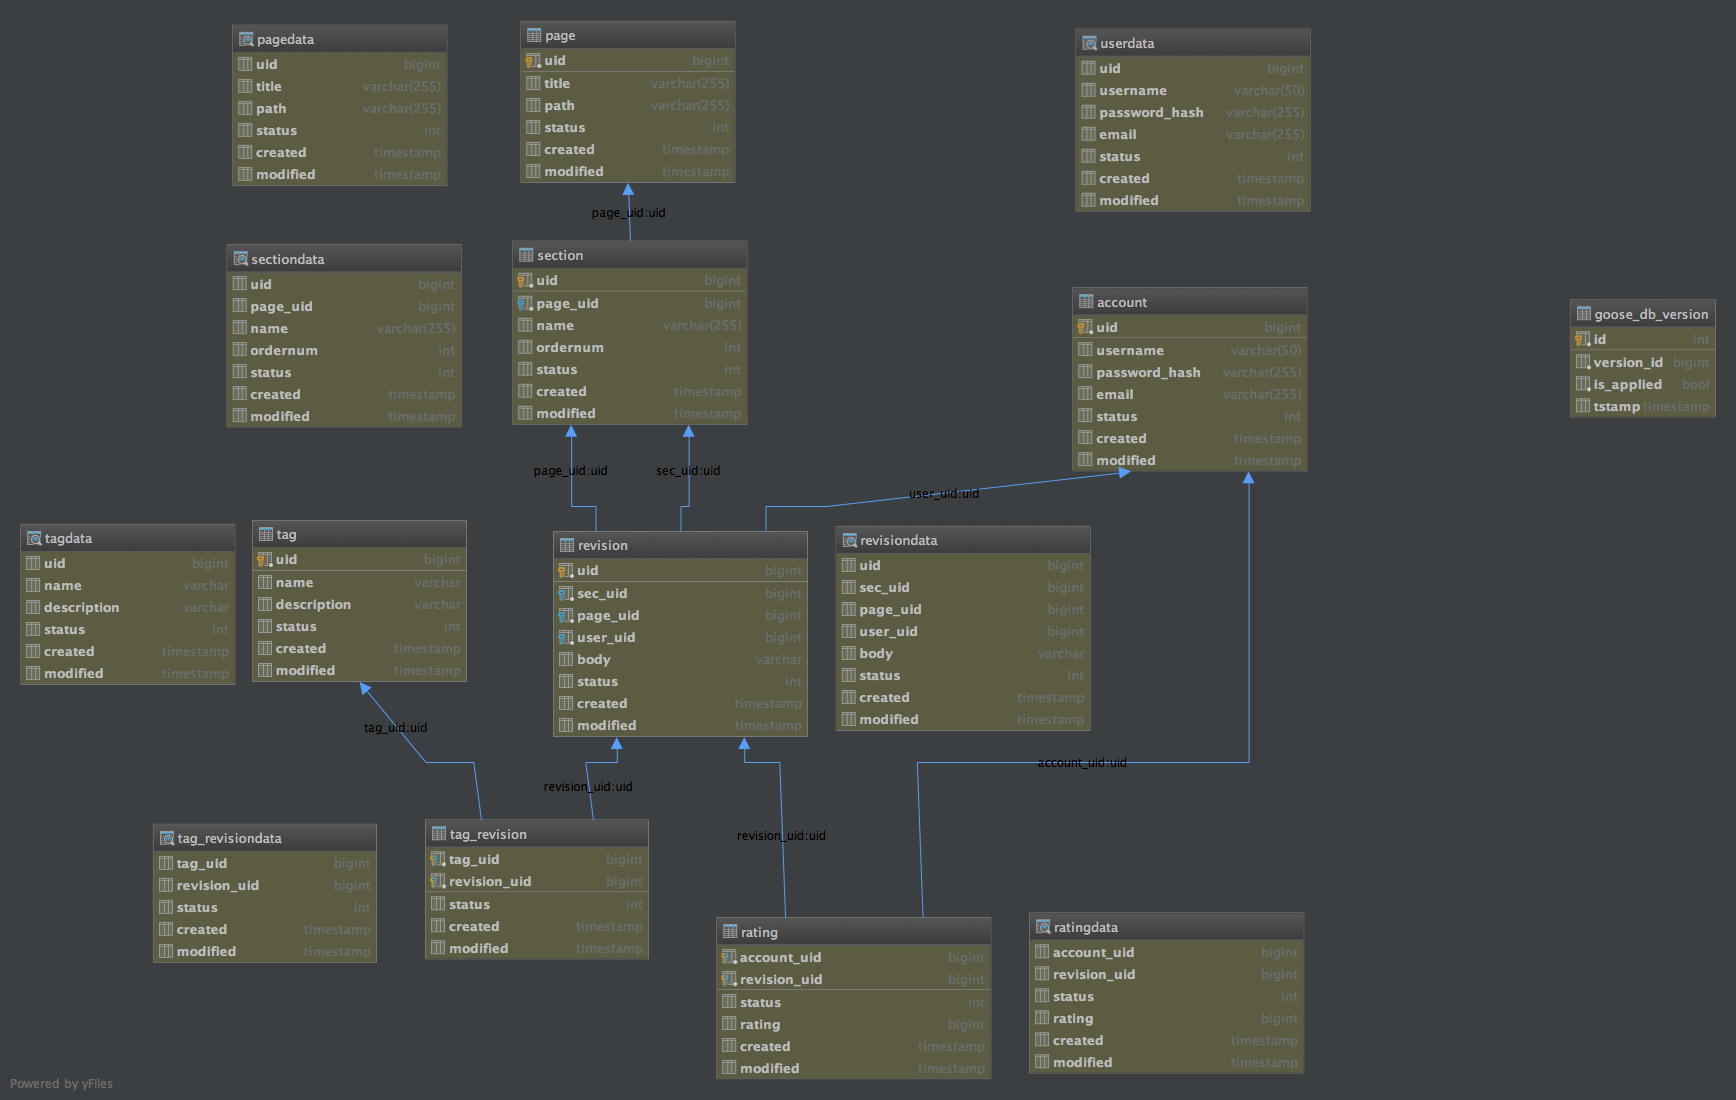 pagedata
uid bigint
title varchar(255)
path varchar(255)
status int
created timestamp
modified timestamp
page
uid bigint
title varchar(255)
path varchar(255)
status int
created timestamp
modified timestamp
userdata
uid bigint
username varchar(50)
password_hash varchar(255)
email varchar(255)
status int
created timestamp
modified timestamp
page_uid:uid
sectiondata
uid bigint
page_uid bigint
name varchar(255)
ordernum int
status int
created timestamp
modified timestamp
section
uid bigint
page_uid bigint
name varchar(255)
ordernum int
status int
created timestamp
modified timestamp
account
uid bigint
username varchar(50)
password_hash varchar(255)
email varchar(255)
status int
created timestamp
modified timestamp
goose_db_version
id int
version_id bigint
is_applied bool
tstamp timestamp
page_uid:uid
sec_uid:uid
user_uid:uid
tagdata
uid bigint
name varchar
description varchar
status int
created timestamp
modified timestamp
tag
uid bigint
name varchar
description varchar
status int
created timestamp
modified timestamp
revision
uid bigint
sec_uid bigint
page_uid bigint
user_uid bigint
body varchar
status int
created timestamp
modified timestamp
revisiondata
uid bigint
sec_uid bigint
page_uid bigint
user_uid bigint
body varchar
status int
created timestamp
modified timestamp
tag_uid:uid
revision_uid:uid
account_uid:uid
revision_uid:uid
tag_revisiondata
tag_uid bigint
revision_uid bigint
status int
created timestamp
modified timestamp
tag_revision
tag_uid bigint
revision_uid bigint
status int
created timestamp
modified timestamp
rating
account_uid bigint
revision_uid bigint
status int
rating bigint
created timestamp
modified timestamp
ratingdata
account_uid bigint
revision_uid bigint
status int
rating bigint
created timestamp
modified timestamp
Powered by yFiles